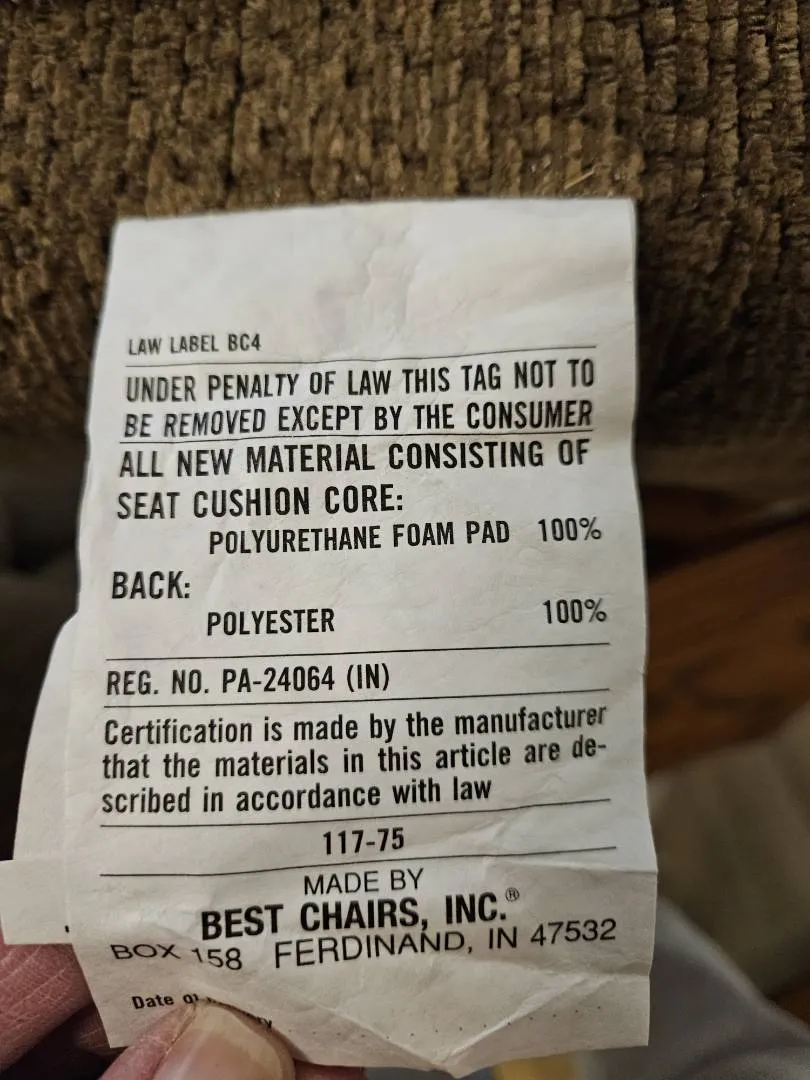 LAW LABEL BC4
UNDER PENALTY OF LAW THIS TAG NOT TO
BE REMOVED EXCEPT BY THE CONSUMER
ALL NEW MATERIAL CONSISTING OF
SEAT CUSHION CORE:
POLYURETHANE FOAM PAD 100%
BACK:
POLYESTER 100%
REG. NO. PA-24064 (IN)
Certification is made by the manufacturer
that the materials in this article are de-
scribed in accordance with law
117-75
MADE BY
BEST CHAIRS, INC.®
BOX 158 FERDINAND, IN 47532
Date